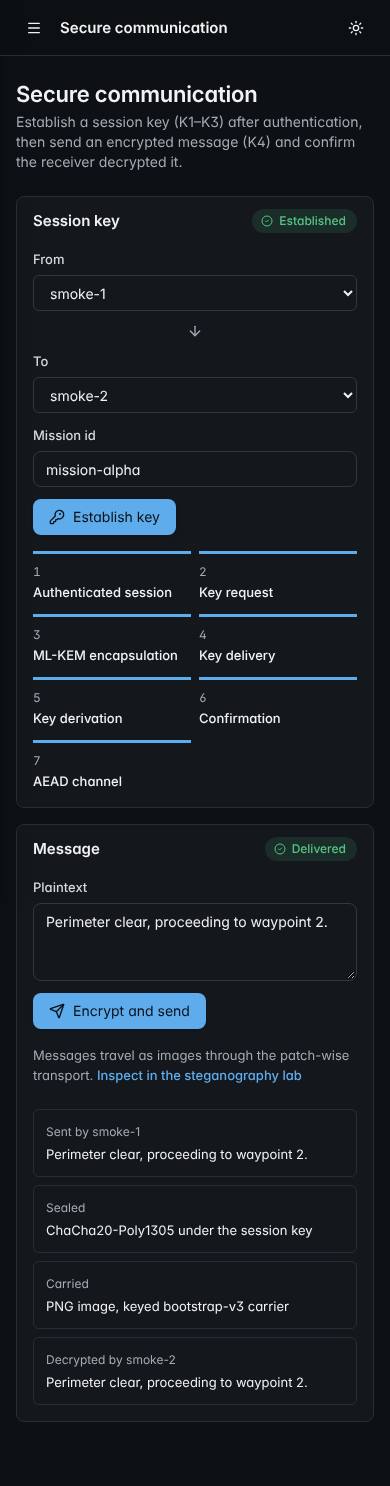 Secure communication
Secure communication
Establish a session key (K1–K3) after authentication,
then send an encrypted message (K4) and confirm
the receiver decrypted it.
Session key
Established
From
smoke-1
To
smoke-2
Mission id
mission-alpha
Establish key
1
Authenticated session
2
Key request
3
ML-KEM encapsulation
4
Key delivery
5
Key derivation
6
Confirmation
7
AEAD channel
Message
Delivered
Plaintext
Perimeter clear, proceeding to waypoint 2.
Encrypt and send
Messages travel as images through the patch-wise
transport. Inspect in the steganography lab
Sent by smoke-1
Perimeter clear, proceeding to waypoint 2.
Sealed
ChaCha20-Poly1305 under the session key
Carried
PNG image, keyed bootstrap-v3 carrier
Decrypted by smoke-2
Perimeter clear, proceeding to waypoint 2.